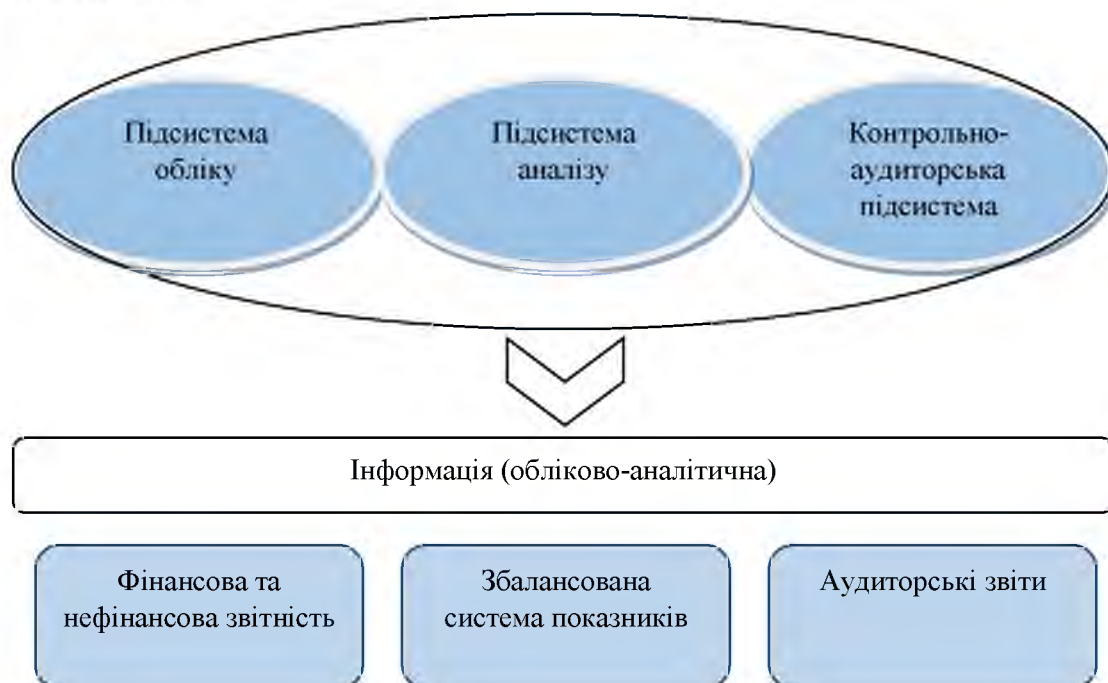 Підсистема
обліку
Підсистема
аналізу
Контрольно-
аудиторська
підсистема
Інформація (обліково-аналітична)
Фінансова та
нефінансова звітність
Збалансована
система показників
Аудиторські звіти